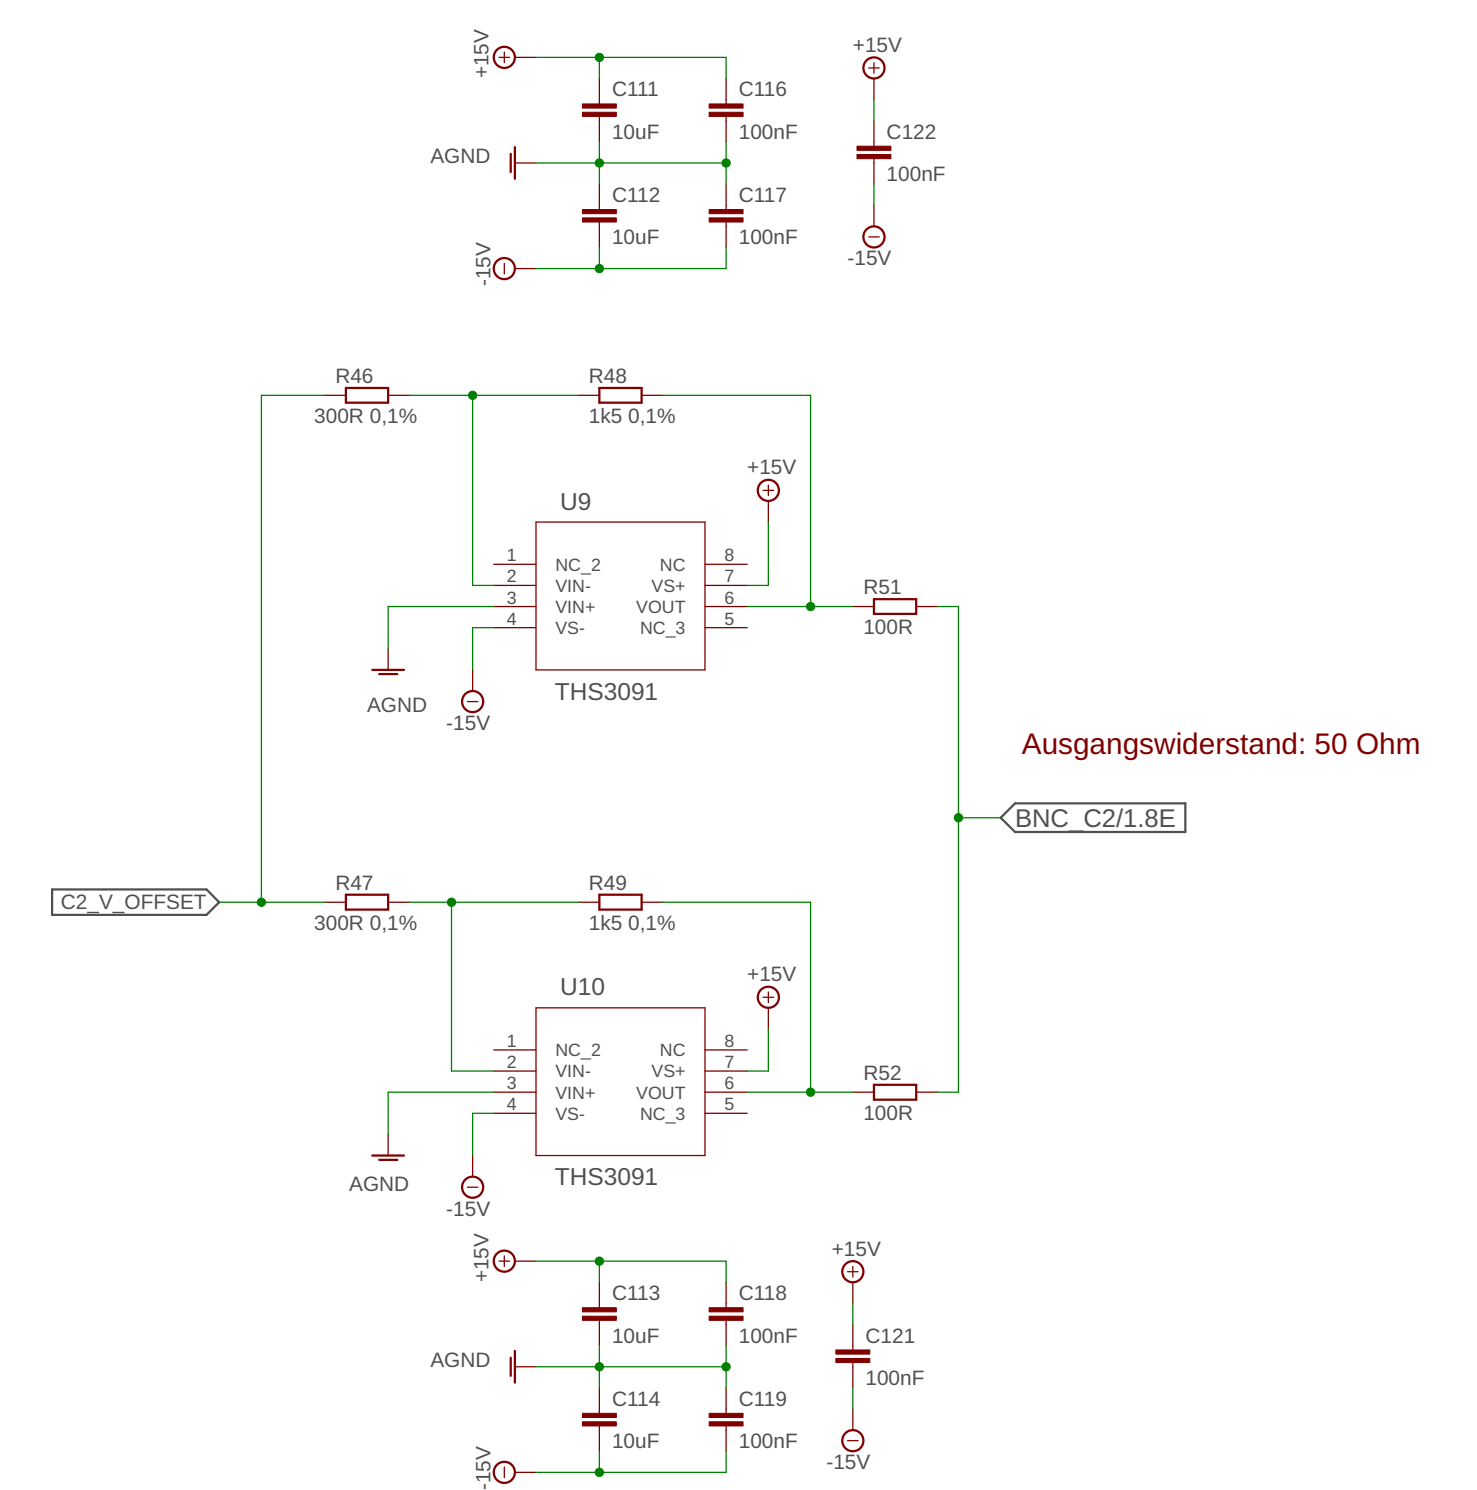 +15V
C111
10uF
C116
100nF
AGND
C112
10uF
C117
100nF
-15V
+15V
C122
100nF
-15V
R46
300R 0,1%
R48
1k5 0,1%
+15V
U9
1
2
3
4
NC_2
VIN-
VIN+
VS-
NC
VS+
VOUT
NC_3
8
7
6
5
THS3091
AGND
-15V
R51
100R
Ausgangswiderstand: 50 Ohm
BNC_C2/1.8E
C2_V_OFFSET
R47
300R 0,1%
R49
1k5 0,1%
+15V
U10
1
2
3
4
NC_2
VIN-
VIN+
VS-
NC
VS+
VOUT
NC_3
8
7
6
5
THS3091
AGND
-15V
R52
100R
+15V
C113
10uF
C118
100nF
AGND
C114
10uF
C119
100nF
-15V
+15V
C121
100nF
-15V